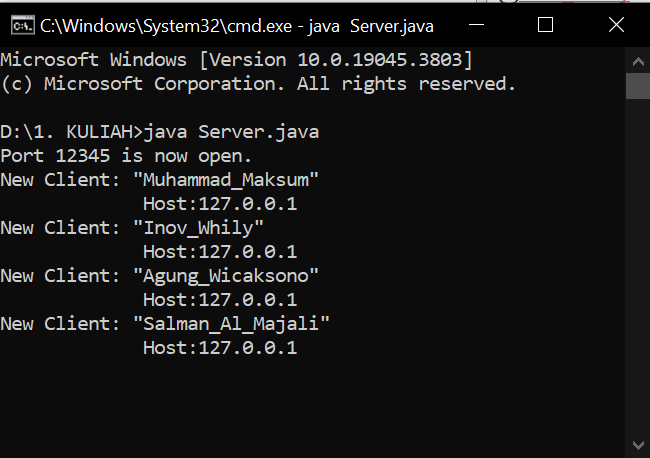 C:\Windows\System32\cmd.exe - java  Server.java
Microsoft Windows [Version 10.0.19045.3803]
(c) Microsoft Corporation. All rights reserved.
D:\1. KULIAH>java Server.java
Port 12345 is now open.
New Client: "Muhammad_Maksum"
Host:127.0.0.1
New Client: "Inov_Whily"
Host:127.0.0.1
New Client: "Agung_Wicaksono"
Host:127.0.0.1
New Client: "Salman_Al_Majali"
Host:127.0.0.1